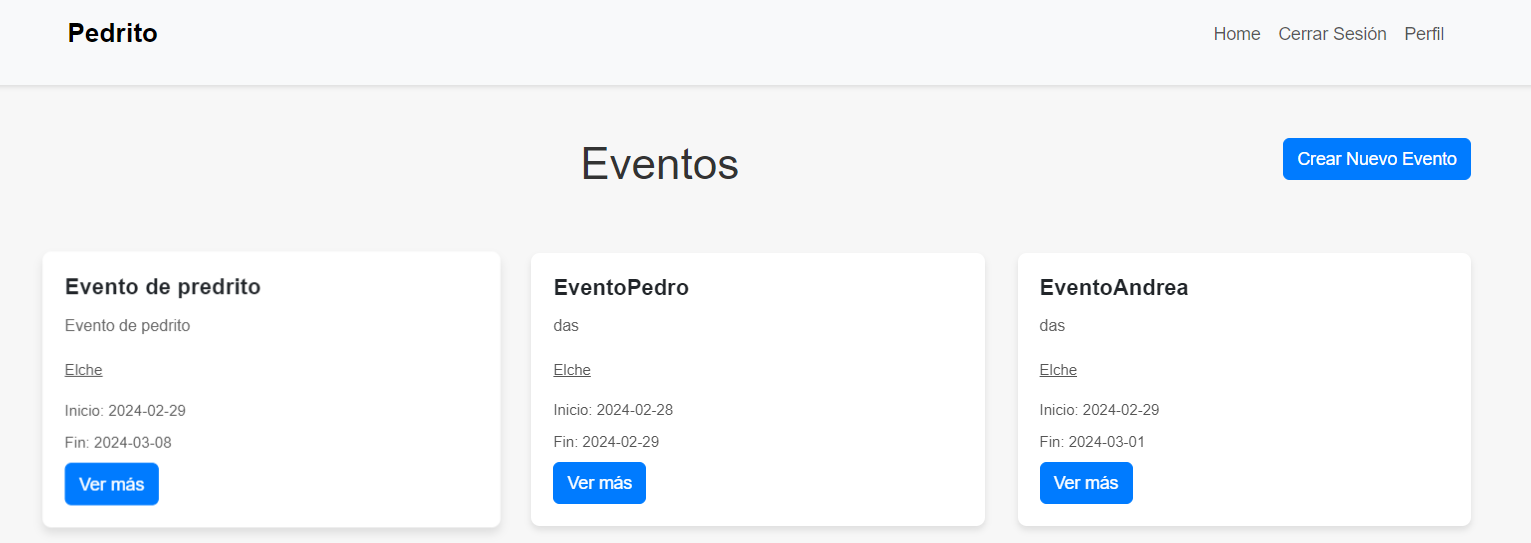 Pedrito
Home Cerrar Sesión Perfil
Eventos
Crear Nuevo Evento
Evento de predrito
Evento de pedrito
Elche
Inicio: 2024-02-29
Fin: 2024-03-08
Ver más
EventoPedro
das
Elche
Inicio: 2024-02-28
Fin: 2024-02-29
Ver más
EventoAndrea
das
Elche
Inicio: 2024-02-29
Fin: 2024-03-01
Ver más